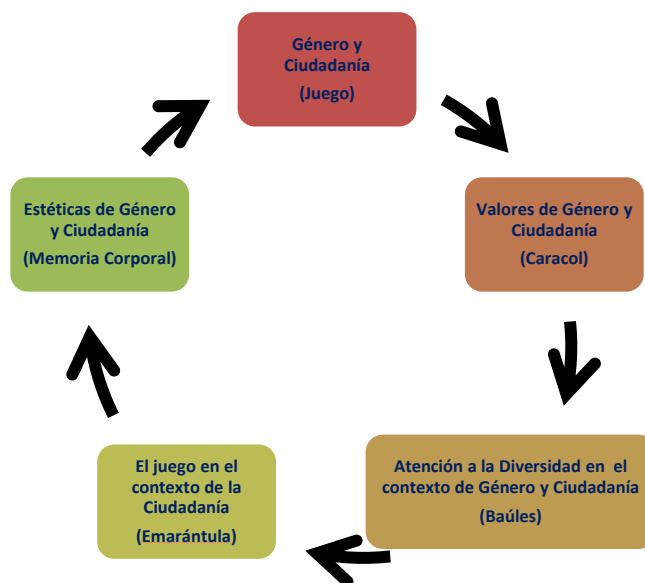 Género y
Ciudadanía
(Juego)
Valores de Género y
Ciudadanía
(Caracol)
Atención a la Diversidad en el
contexto de Género y Ciudadanía
(Baúles)
El juego en el
contexto de la
Ciudadanía
(Emarántula)
Estéticas de Género
y Ciudadanía
(Memoria Corporal)